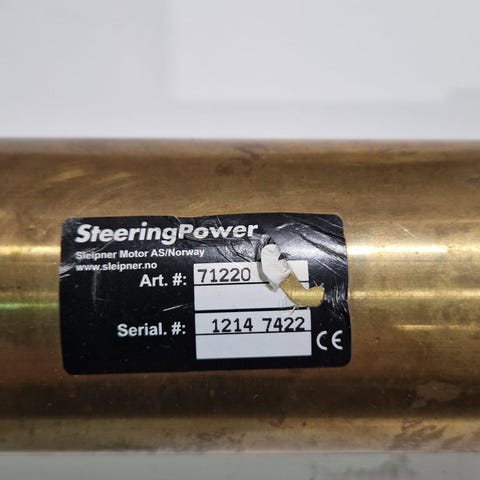 SteeringPower
Sleipner Motor AS/Norway
www.sleipner.no
Art. #: 71220
Serial. #: 1214 7422
CE